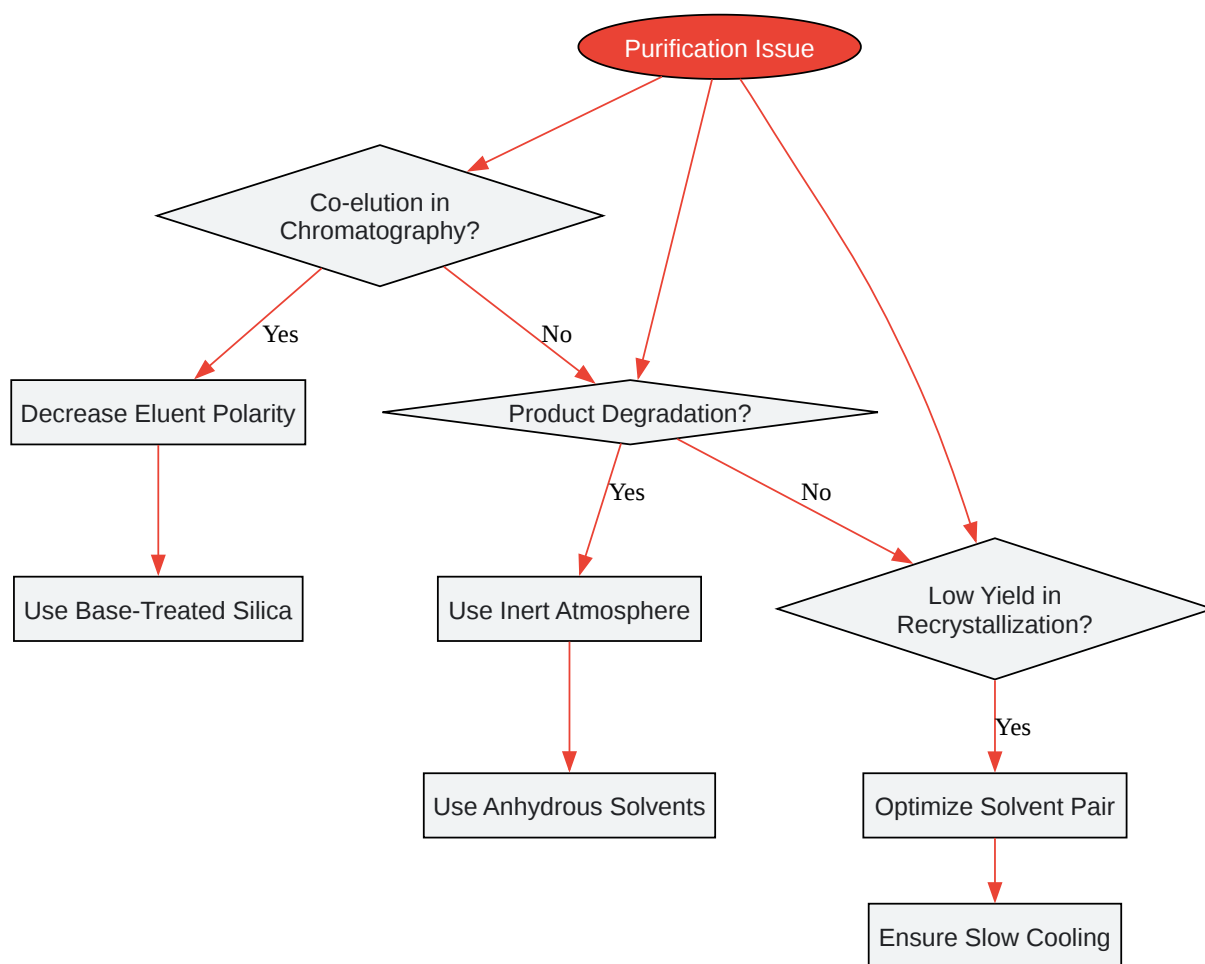 Purification Issue
Co-elution in
Chromatography?
Yes
No
Decrease Eluent Polarity
Product Degradation?
Yes
No
Use Base-Treated Silica
Use Inert Atmosphere
Low Yield in
Recrystallization?
Yes
Use Anhydrous Solvents
Optimize Solvent Pair
Ensure Slow Cooling